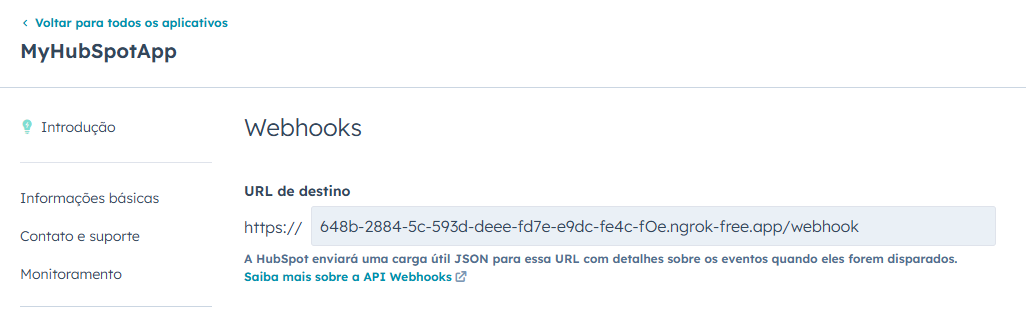 Voltar para todos os aplicativos
MyHubSpotApp
Introdução
Informações básicas
Contato e suporte
Monitoramento
Webhooks
URL de destino
https:// 648b-2884-5c-593d-deee-fd7e-e9dc-fe4c-f0e.ngrok-free.app/webhook
A HubSpot enviará uma carga útil JSON para essa URL com detalhes sobre os eventos quando eles forem disparados.
Saiba mais sobre a API Webhooks